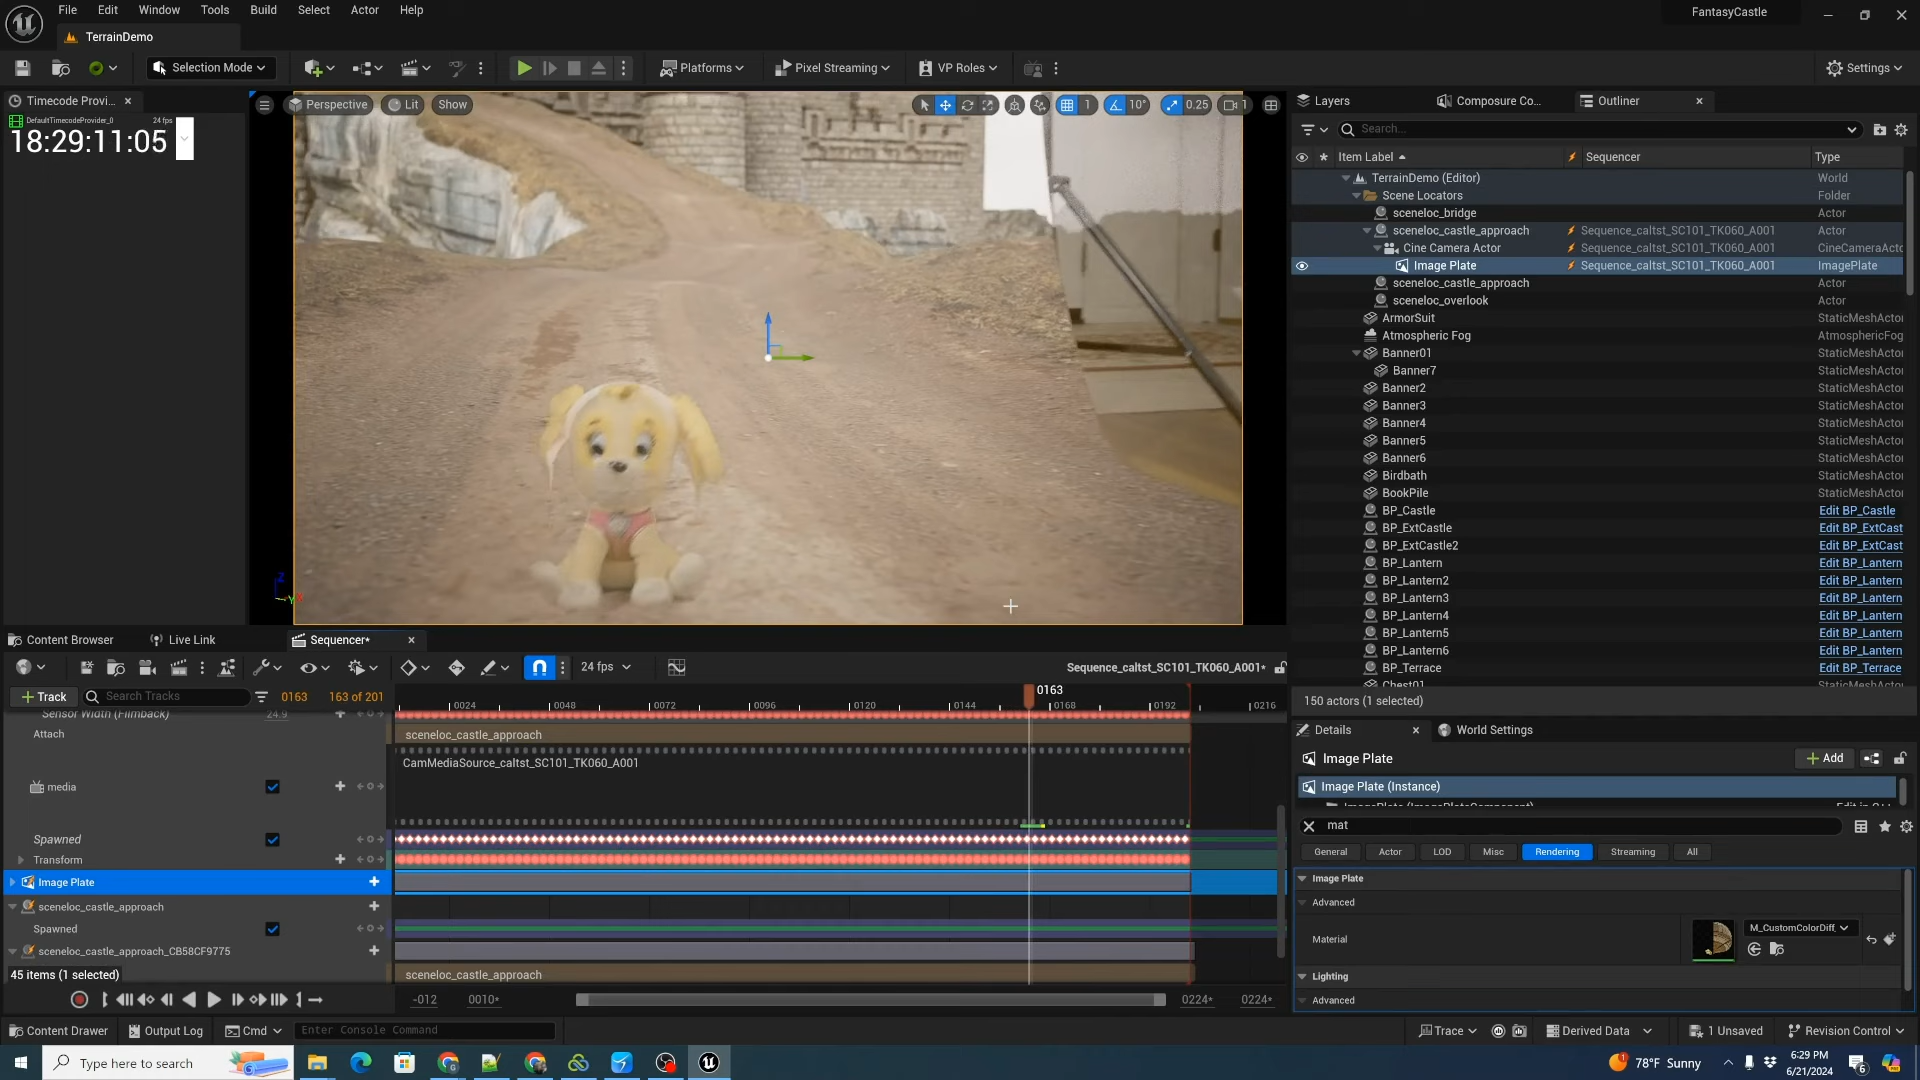 File Edit Window Tools Build Select Actor Help
FantasyCastle
TerrainDemo
Selection Mode
Platforms
Pixel Streaming
VP Roles
Settings
Timecode Provi...
DefaultTimecodeProvider_0 24 fps
18:29:11:05
Perspective
Lit
Show
1
10°
0.25
1
Layers
Composure Co...
Outliner
Search...
Item Label
Sequencer
Type
TerrainDemo (Editor) World
Scene Locators Folder
sceneloc_bridge Actor
sceneloc_castle_approach Sequence_caltst_SC101_TK060_A001 Actor
Cine Camera Actor Sequence_caltst_SC101_TK060_A001 CineCameraActo
Image Plate Sequence_caltst_SC101_TK060_A001 ImagePlate
sceneloc_castle_approach Actor
sceneloc_overlook Actor
ArmorSuit StaticMeshActor
Atmospheric Fog AtmosphericFog
Banner01 StaticMeshActor
Banner7 StaticMeshActor
Banner2 StaticMeshActor
Banner3 StaticMeshActor
Banner4 StaticMeshActor
Banner5 StaticMeshActor
Banner6 StaticMeshActor
Birdbath StaticMeshActor
BookPile StaticMeshActor
BP_Castle Edit BP_Castle
BP_ExtCastle Edit BP_ExtCast
BP_ExtCastle2 Edit BP_ExtCast
BP_Lantern Edit BP_Lantern
BP_Lantern2 Edit BP_Lantern
BP_Lantern3 Edit BP_Lantern
BP_Lantern4 Edit BP_Lantern
BP_Lantern5 Edit BP_Lantern
BP_Lantern6 Edit BP_Lantern
BP_Terrace Edit BP_Terrace
Chest01
150 actors (1 selected)
Z
Y
Content Browser
Live Link
Sequencer*
24 fps
Sequence_caltst_SC101_TK060_A001*
Track
Search Tracks
0163 163 of 201
0163
0024 0048 0072 0096 0120 0144 0168 0192 0216
Sensor Width (Filmback) 24.9
Attach
sceneloc_castle_approach
CamMediaSource_caltst_SC101_TK060_A001
media
Spawned
Transform
Image Plate
sceneloc_castle_approach
Spawned
sceneloc_castle_approach_CB58CF9775
sceneloc_castle_approach
45 items (1 selected)
-012 0010* 0224* 0224*
Details
World Settings
Image Plate
Add
Image Plate (Instance)
mat
General Actor LOD Misc Rendering Streaming All
Image Plate
Advanced
Material
M_CustomColorDiff
Lighting
Advanced
Content Drawer
Output Log
Cmd
Enter Console Command
Trace
Derived Data
1 Unsaved
Revision Control
Type here to search
78°F Sunny
6:29 PM
6/21/2024
6